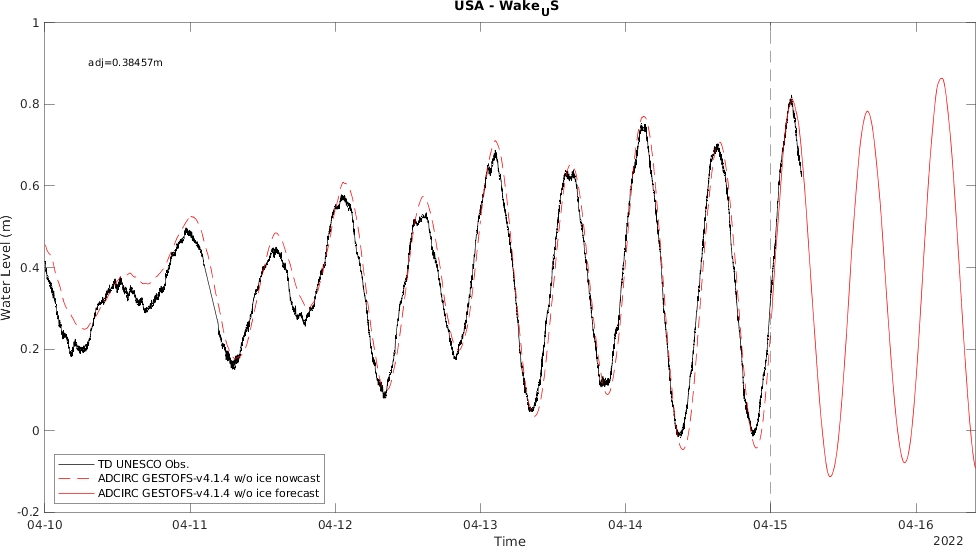 USA - Wake_US
adj=0.38457m
Water Level (m)
1
0.8
0.6
0.4
0.2
0
-0.2
TD UNESCO Obs.
ADCIRC GESTOFS-v4.1.4 w/o ice nowcast
ADCIRC GESTOFS-v4.1.4 w/o ice forecast
04-10 04-11 04-12 04-13 04-14 04-15 04-16
Time
2022